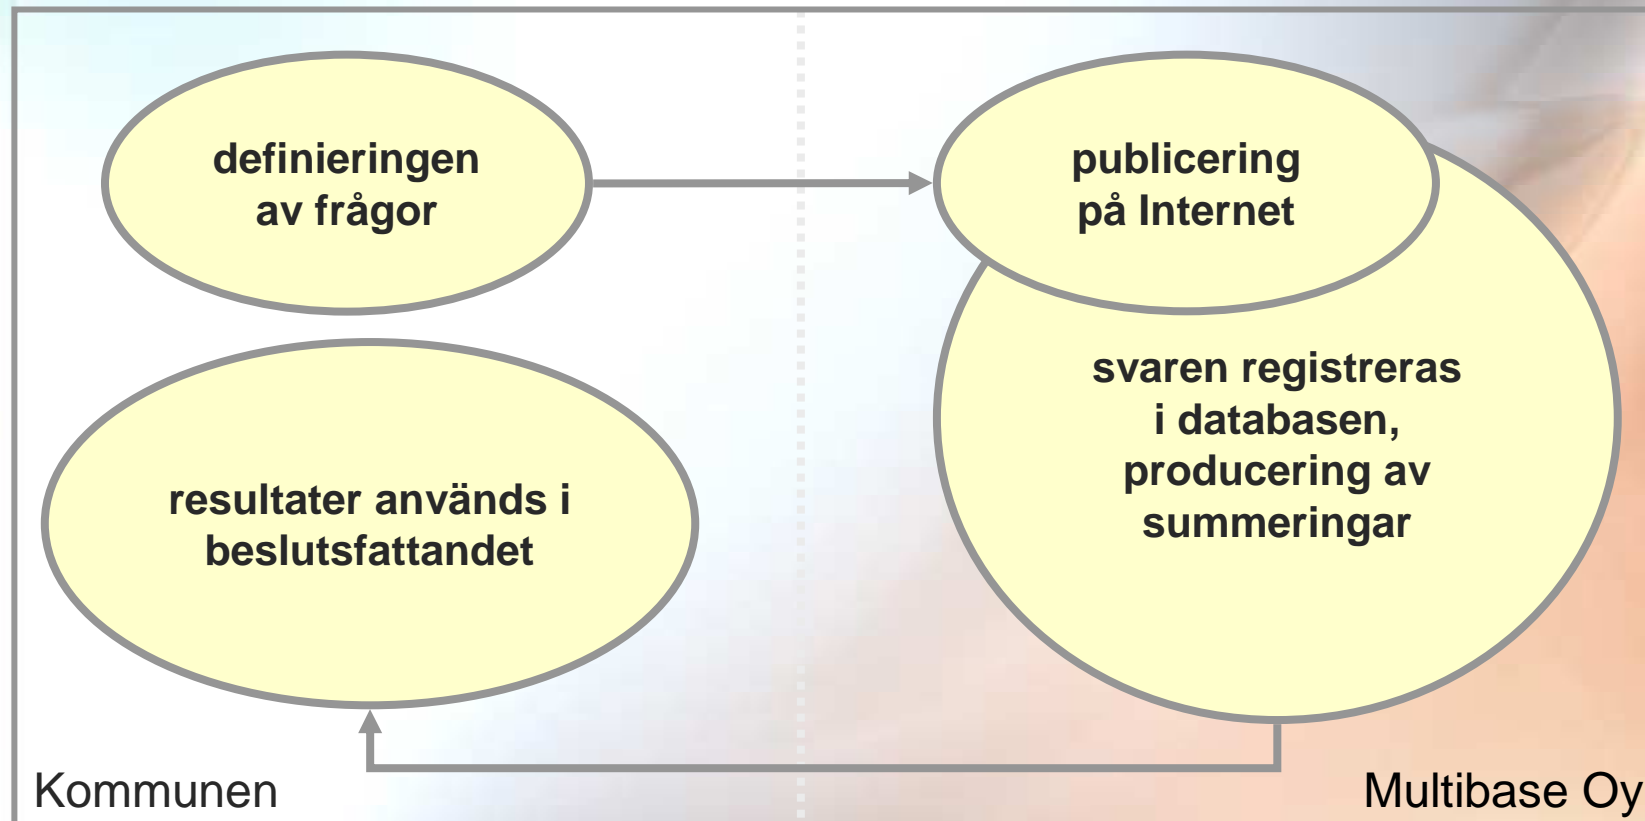 definieringen
av frågor
publicering
på Internet
svaren registreras
i databasen,
producering av
summeringar
resultater används i
beslutsfattandet
Kommunen
Multibase Oy